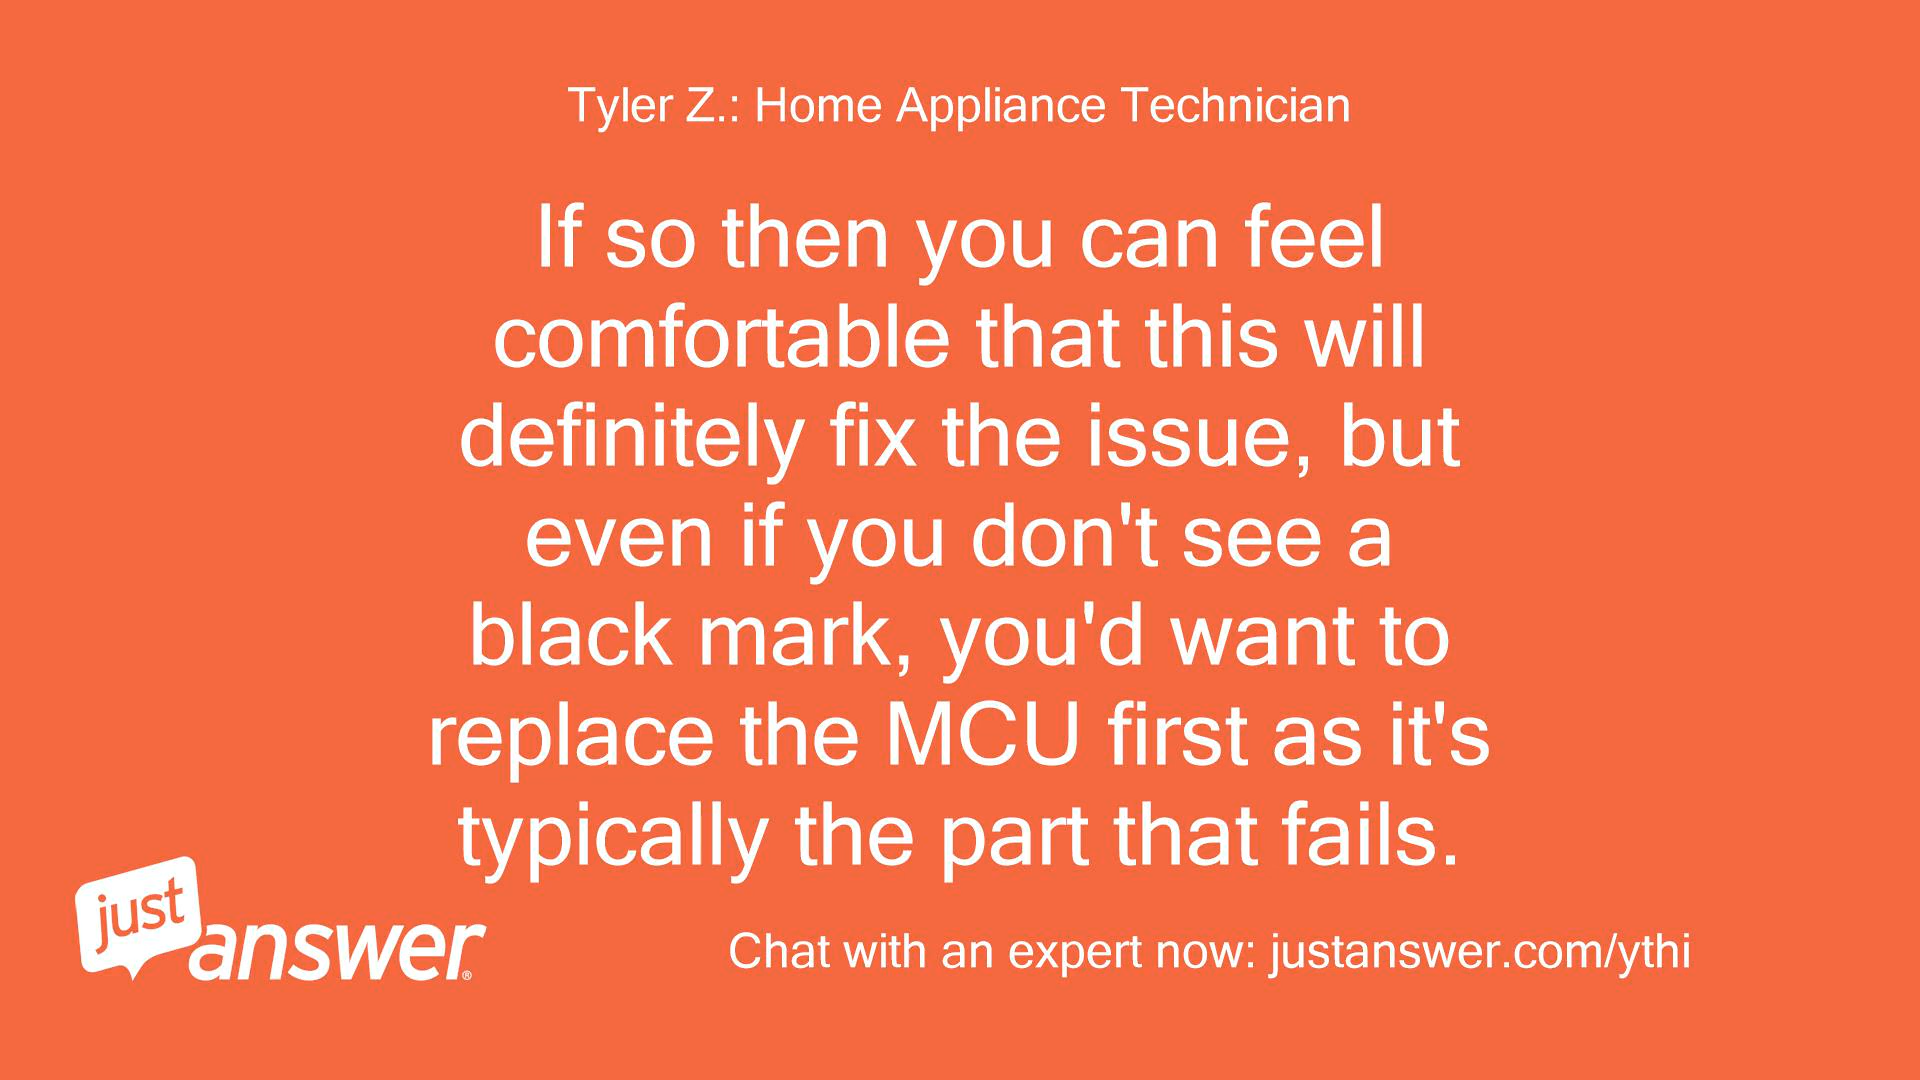 Tyler Z.: Home Appliance Technician
If so then you can feel
comfortable that this will
definitely fix the issue, but
even if you don't see a
black mark, you'd want to
replace the MCU first as it's
typically the part that fails.
just
answer®
Chat with an expert now: justanswer.com/ythi